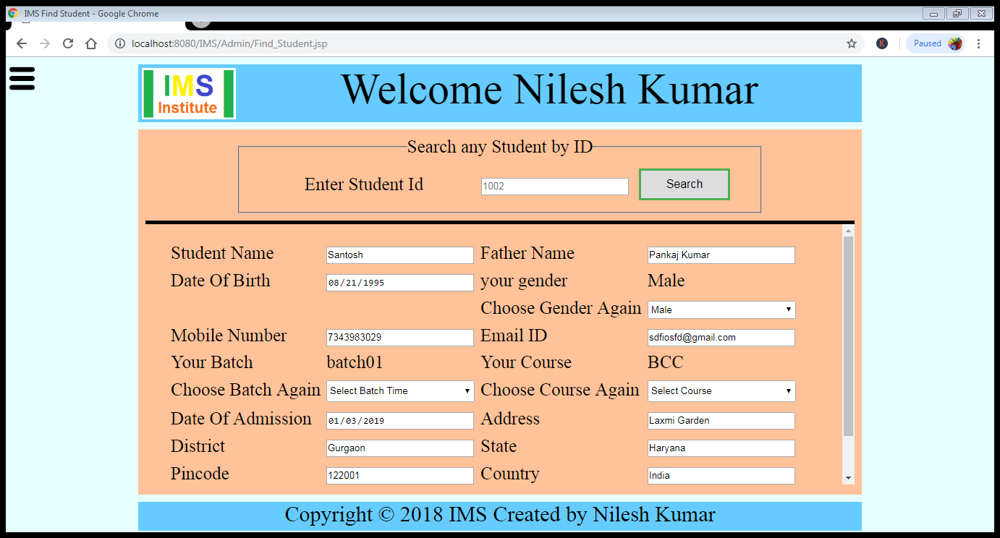 IMS Find Student - Google Chrome
localhost:8080/IMS/Admin/Find_Student.jsp
K
Paused
IMS
Institute
Welcome Nilesh Kumar
Search any Student by ID
Enter Student Id 1002 Search
Student Name Santosh Father Name Pankaj Kumar
Date Of Birth 08/21/1995 your gender Male
Choose Gender Again Male
Mobile Number 7343983029 Email ID sdfiosfd@gmail.com
Your Batch batch01 Your Course BCC
Choose Batch Again Select Batch Time Choose Course Again Select Course
Date Of Admission 01/03/2019 Address Laxmi Garden
District Gurgaon State Haryana
Pincode 122001 Country India
Copyright © 2018 IMS Created by Nilesh Kumar